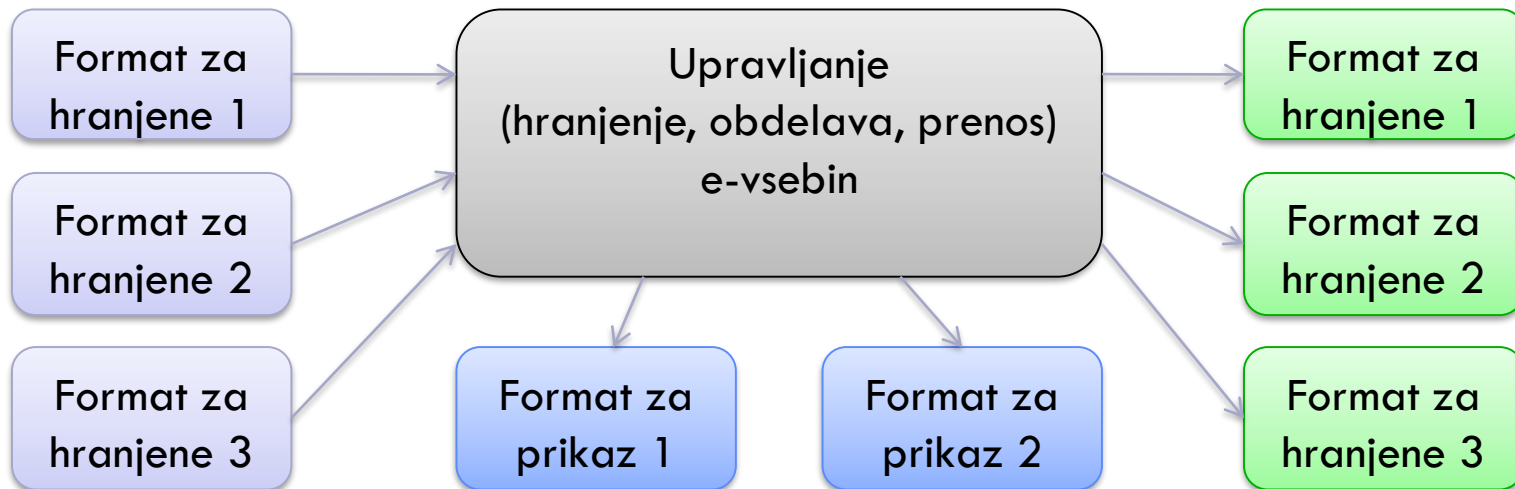 Format za
hranjene 1
Upravljanje
(hranjenje, obdelava, prenos)
e-vsebin
Format za
hranjene 1
Format za
hranjene 2
Format za
hranjene 2
Format za
hranjene 3
Format za
prikaz 1
Format za
prikaz 2
Format za
hranjene 3